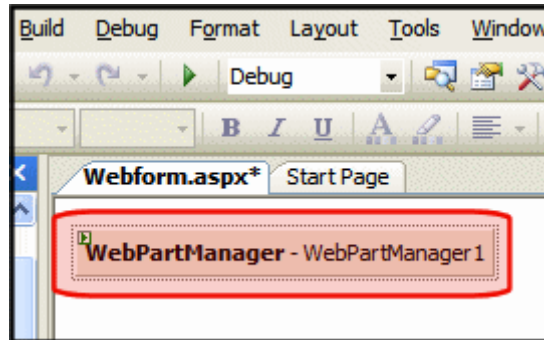 Build Debug Format Layout Tools Window
Debug
B I U A
Webform.aspx* Start Page
WebPartManager - WebPartManager1